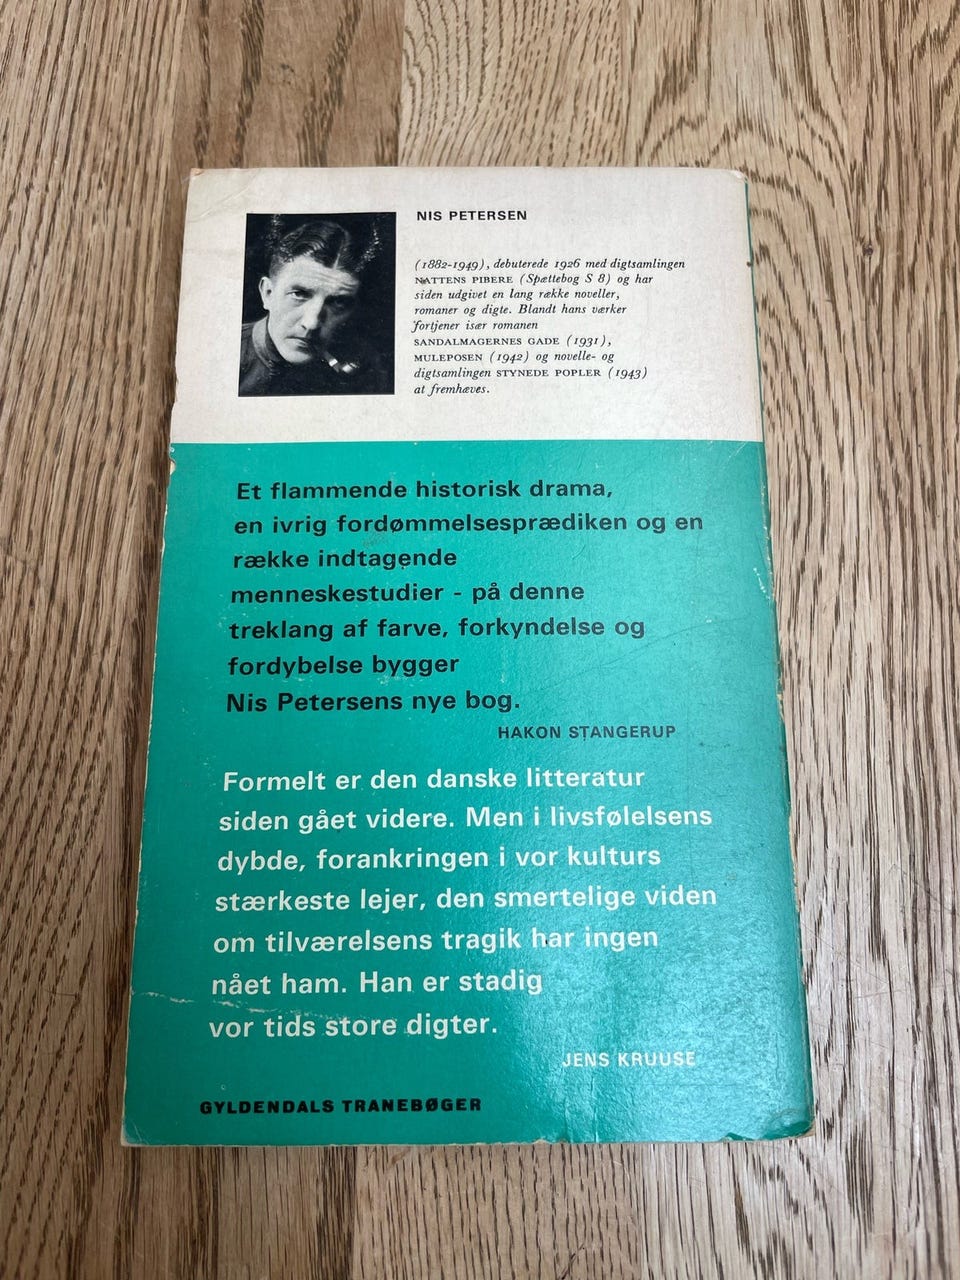 NIS PETERSEN
(1882-1949), debuterede 1926 med digtsamlingen
NATTENS PIBERE (Spættebog S 8) og har
siden udgivet en lang række noveller,
romaner og digte. Blandt hans værker
fortjener især romanen
SANDALMAGERNES GADE (1931),
MULEPOSEN (1942) og novelle- og
digtsamlingen STYNEDE POPLER (1943)
at fremhæves.
Et flammende historisk drama,
en ivrig fordømmelsesprædiken og en
række indtagende
menneskestudier - på denne
treklang af farve, forkyndelse og
fordybelse bygger
Nis Petersens nye bog.
HAKON STANGERUP
Formelt er den danske litteratur
siden gået videre. Men i livsfølelsens
dybde, forankringen i vor kulturs
stærkeste lejer, den smertelige viden
om tilværelsens tragik har ingen
nået ham. Han er stadig
vor tids store digter.
JENS KRUUSE
GYLDENDALS TRANEBØGER